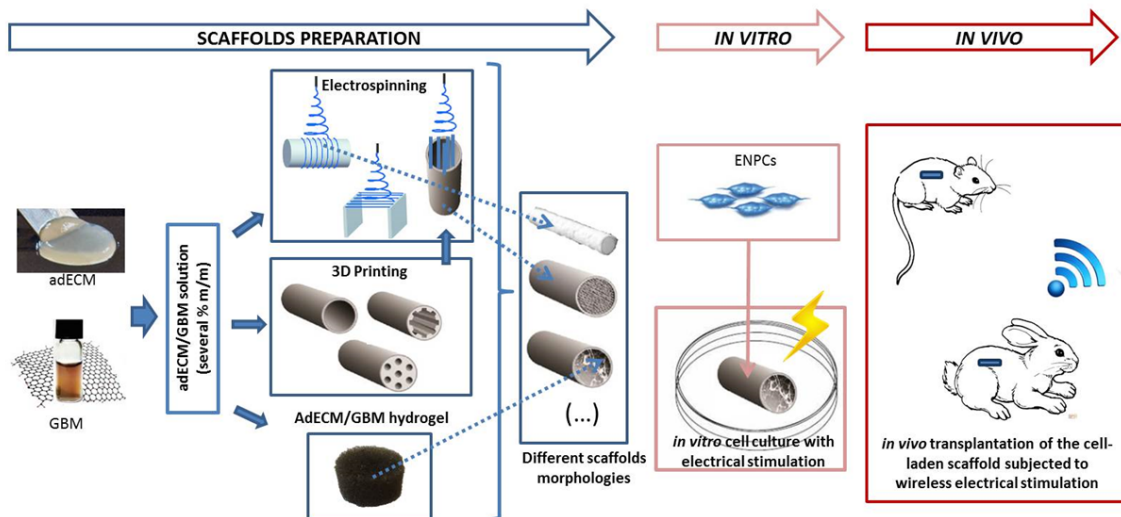 SCAFFOLDS PREPARATION
IN VITRO
IN VIVO
adECM
GBM
adECM/GBM solution
(several % m/m)
Electrospinning
3D Printing
AdECM/GBM hydrogel
(...)
Different scaffolds
morphologies
ENPCs
in vitro cell culture with
electrical stimulation
in vivo transplantation of the cell-
laden scaffold subjected to
wireless electrical stimulation